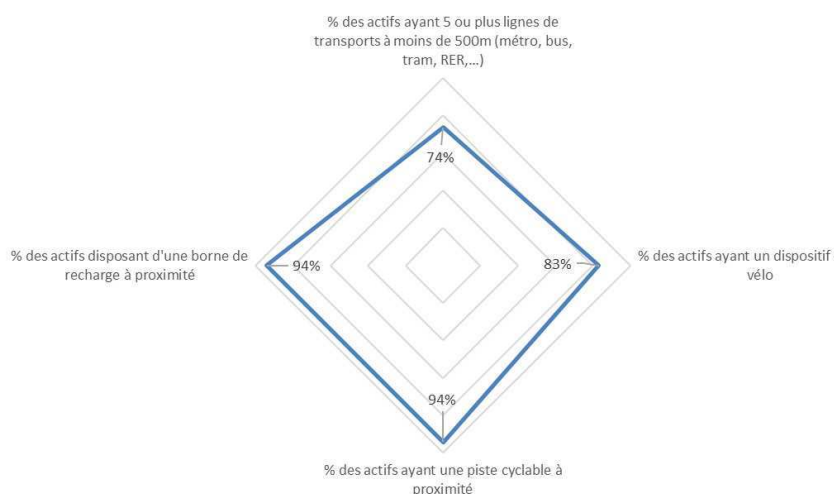 % des actifs ayant 5 ou plus lignes de
transports à moins de 500m (métro, bus,
tram, RER,...)
74%
% des actifs disposant d'une borne de
recharge à proximité
94%
83%
% des actifs ayant un dispositif
vélo
94%
% des actifs ayant une piste cyclable à
proximité